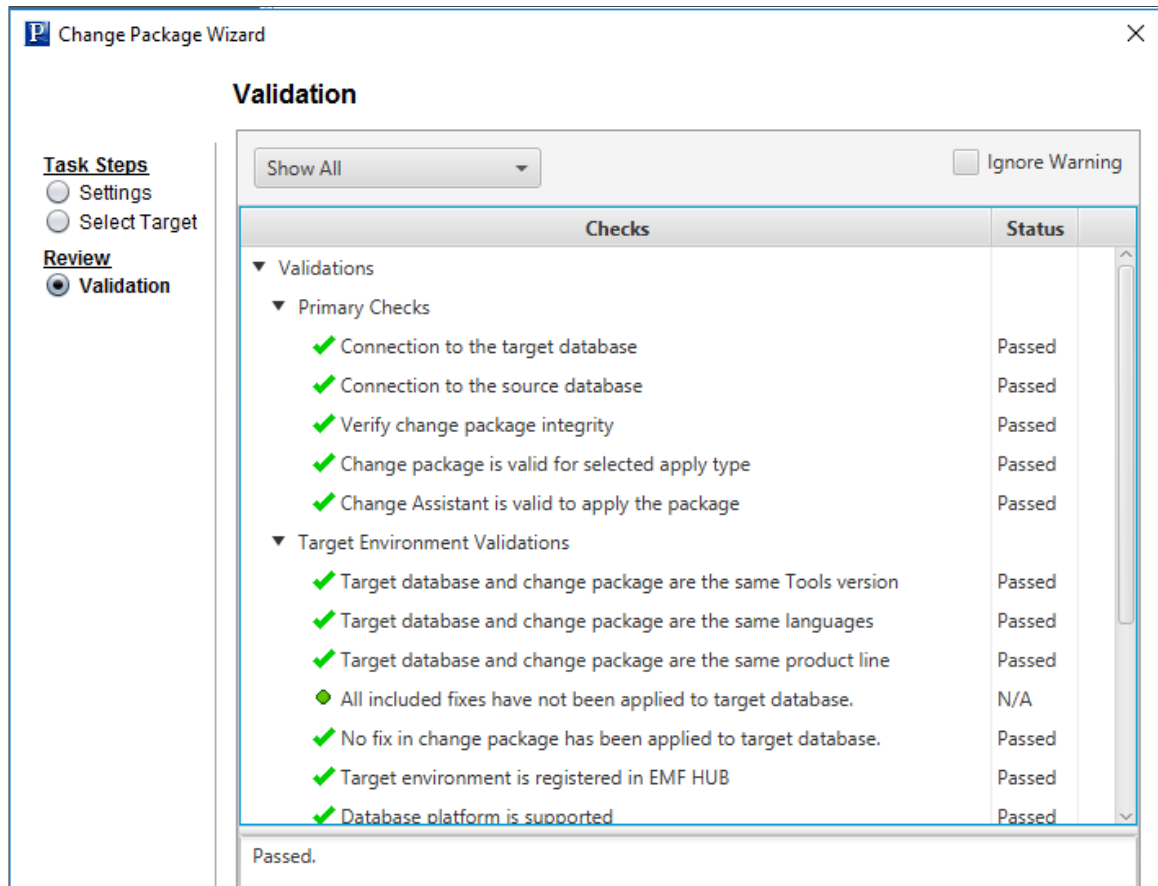 Change Package Wizard
Validation
Task Steps
Settings
Select Target
Review
Validation
Show All
Ignore Warning
Checks Status
Validations
Primary Checks
Connection to the target database Passed
Connection to the source database Passed
Verify change package integrity Passed
Change package is valid for selected apply type Passed
Change Assistant is valid to apply the package Passed
Target Environment Validations
Target database and change package are the same Tools version Passed
Target database and change package are the same languages Passed
Target database and change package are the same product line Passed
All included fixes have not been applied to target database. N/A
No fix in change package has been applied to target database. Passed
Target environment is registered in EMF HUB Passed
Database platform is supported Passed
Passed.